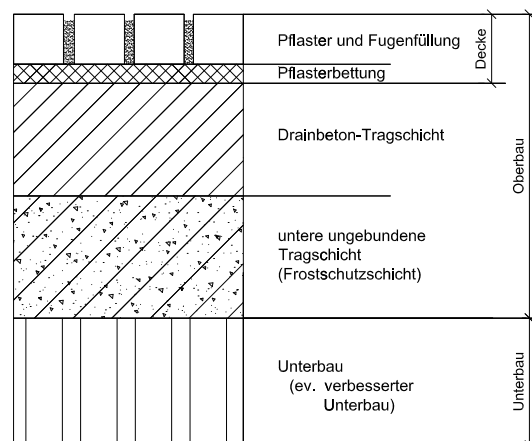 Pflaster und Fugenfüllung
Decke
Pflasterbettung
Drainbeton-Tragschicht
Oberbau
untere ungebundene
Tragschicht
(Frostschutzschicht)
Unterbau
(ev. verbesserter
Unterbau)
Unterbau